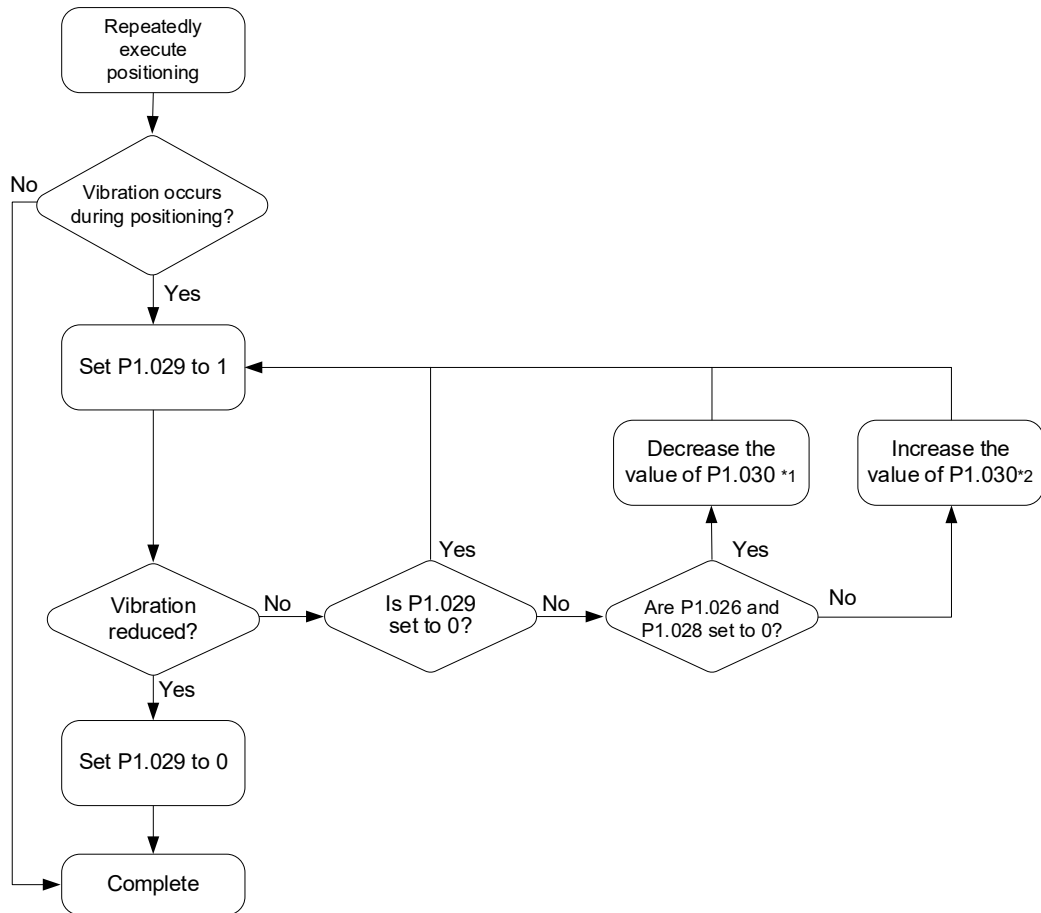 Repeatedly
execute
positioning
No
Vibration occurs
during positioning?
Yes
Set P1.029 to 1
Decrease the
value of P1.030 *1
Increase the
value of P1.030*2
Yes
Yes
Vibration
reduced?
No
Is P1.029
set to 0?
No
Are P1.026 and
P1.028 set to 0?
No
Yes
Set P1.029 to 0
Complete